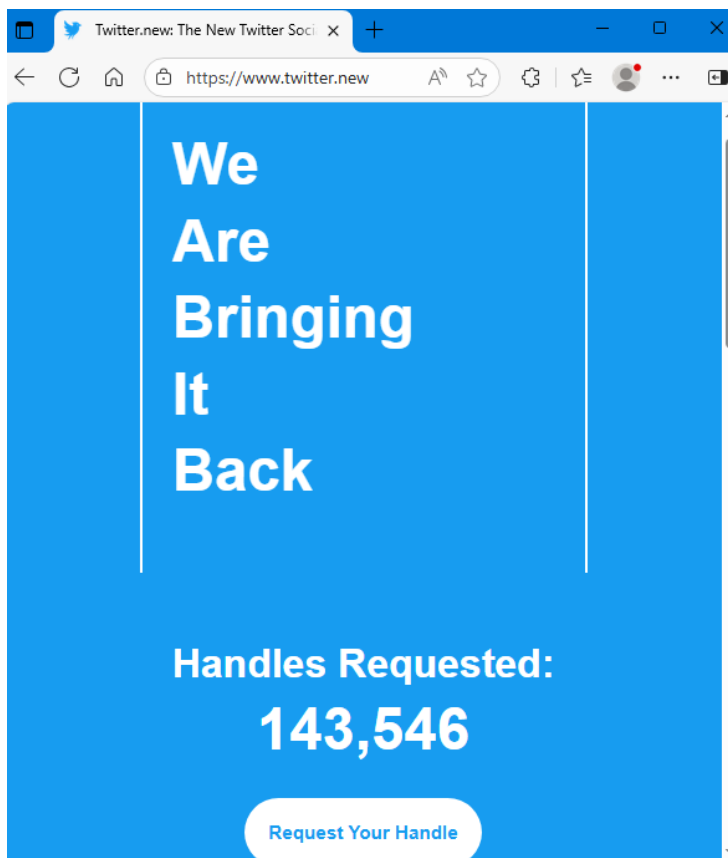 Twitter.new: The New Twitter Soci
https://www.twitter.new
We
Are
Bringing
It
Back
Handles Requested:
143,546
Request Your Handle